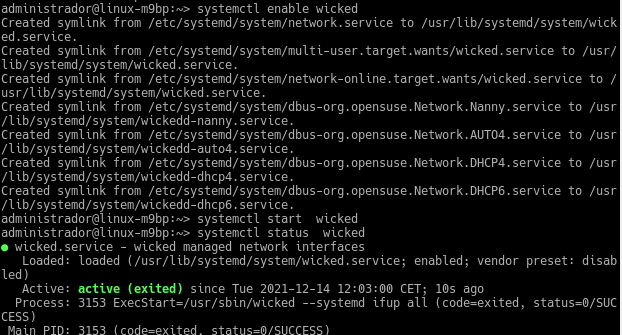 administrador@linux-m9bp:~> systemctl enable wicked
Created symlink from /etc/systemd/system/network.service to /usr/lib/systemd/system/wick
ed.service.
Created symlink from /etc/systemd/system/multi-user.target.wants/wicked.service to /usr/
lib/systemd/system/wicked.service.
Created symlink from /etc/systemd/system/network-online.target.wants/wicked.service to /
usr/lib/systemd/system/wicked.service.
Created symlink from /etc/systemd/system/dbus-org.opensuse.Network.Nanny.service to /usr
/lib/systemd/system/wickedd-nanny.service.
Created symlink from /etc/systemd/system/dbus-org.opensuse.Network.AUTO4.service to /usr
/lib/systemd/system/wickedd-auto4.service.
Created symlink from /etc/systemd/system/dbus-org.opensuse.Network.DHCP4.service to /usr
/lib/systemd/system/wickedd-dhcp4.service.
Created symlink from /etc/systemd/system/dbus-org.opensuse.Network.DHCP6.service to /usr
/lib/systemd/system/wickedd-dhcp6.service.
administrador@linux-m9bp:~> systemctl start  wicked
administrador@linux-m9bp:~> systemctl status  wicked
● wicked.service - wicked managed network interfaces
   Loaded: loaded (/usr/lib/systemd/system/wicked.service; enabled; vendor preset: disab
led)
   Active: active (exited) since Tue 2021-12-14 12:03:00 CET; 10s ago
  Process: 3153 ExecStart=/usr/sbin/wicked --systemd ifup all (code=exited, status=0/SUC
CESS)
 Main PID: 3153 (code=exited, status=0/SUCCESS)